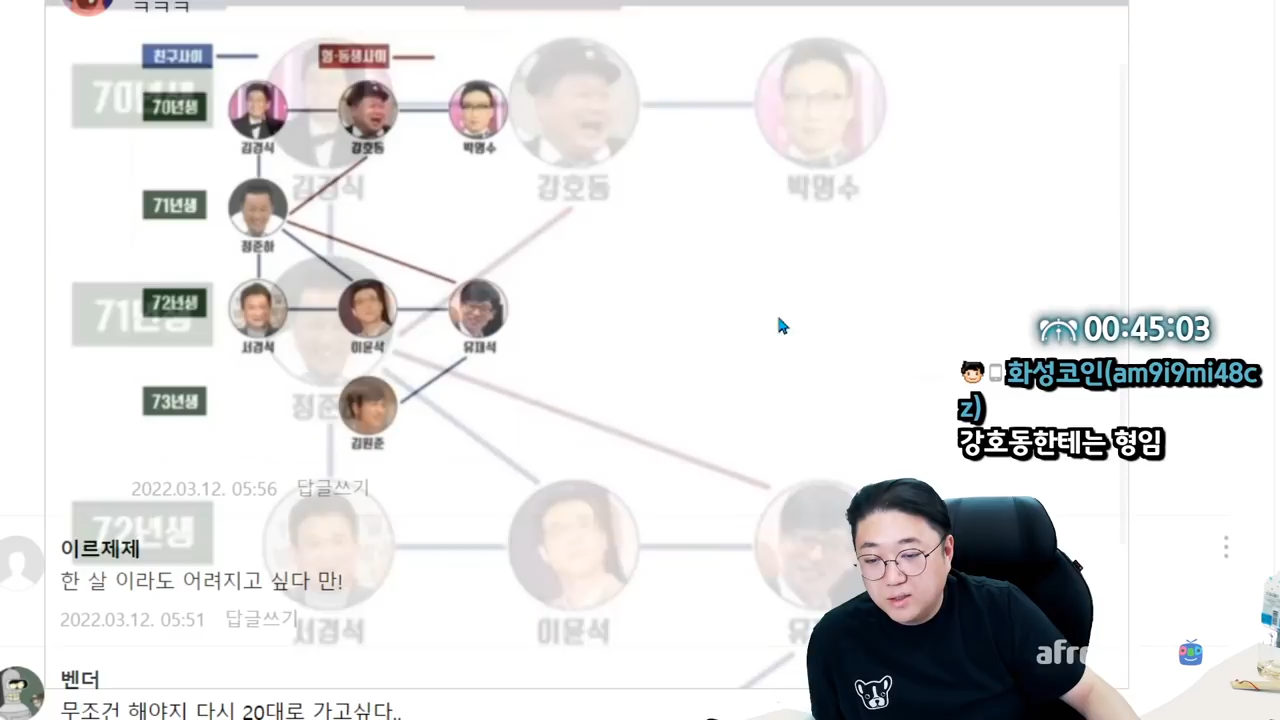 ㅋㅋㅋ
친구사이
형·동생사이
70년생
김경식
강호동
박명수
71년생
정준하
72년생
서경석
이윤석
유재석
73년생
김원준
김경식
강호동
박명수
71년생
72년생
서경석
이윤석
2022.03.12. 05:56 답글쓰기
이르제제
한 살 이라도 어려지고 싶다 만!
2022.03.12. 05:51 답글쓰기
벤더
무조건 해야지 다시 20대로 가고싶다..
00:45:03
화성코인(am9i9mi48c
z)
강호동한테는 형임